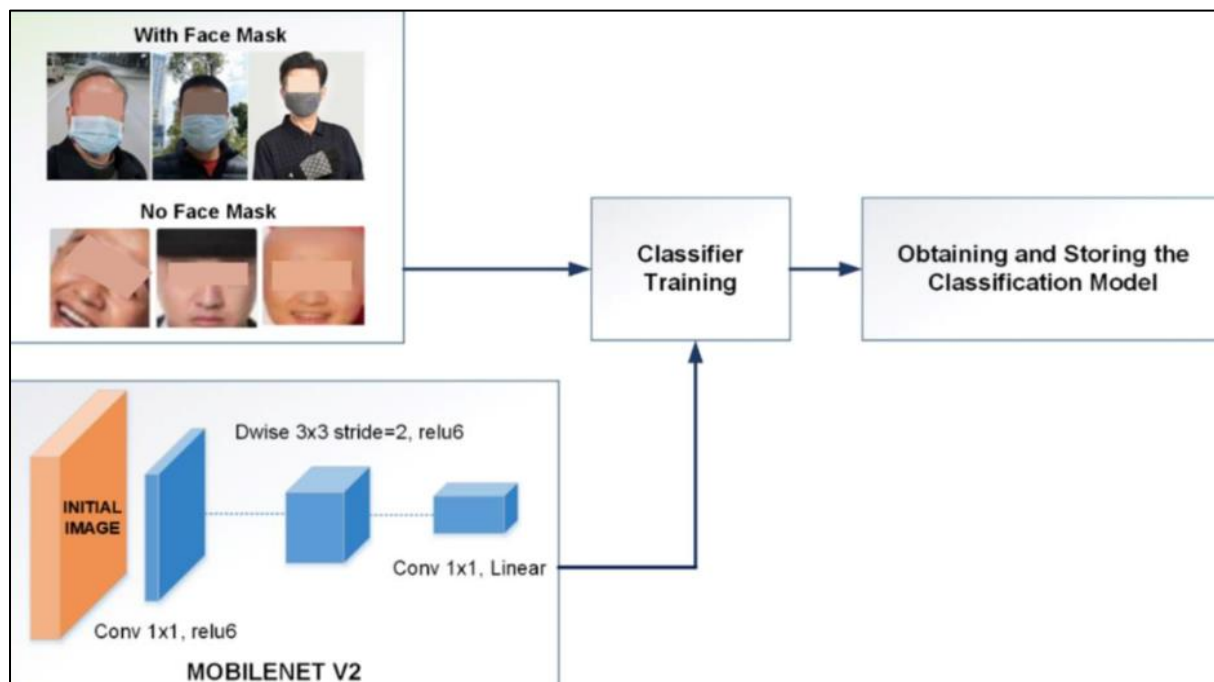 With Face Mask
No Face Mask
Classifier
Training
Obtaining and Storing the
Classification Model
Dwise 3x3 stride=2, relu6
INITIAL
IMAGE
Conv 1x1, Linear
Conv 1x1, relu6
MOBILENET V2